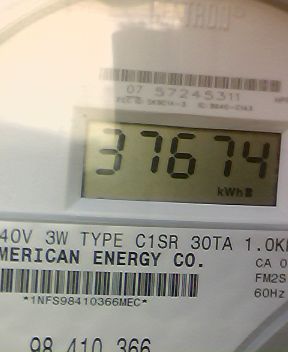 07 57245311
37674
kWh
40V 3W TYPE C1SR 30TA 1.0K
MERICAN ENERGY CO.
CA 0
FM2S
*1NFS98410366MEC*
60Hz
98 410 366